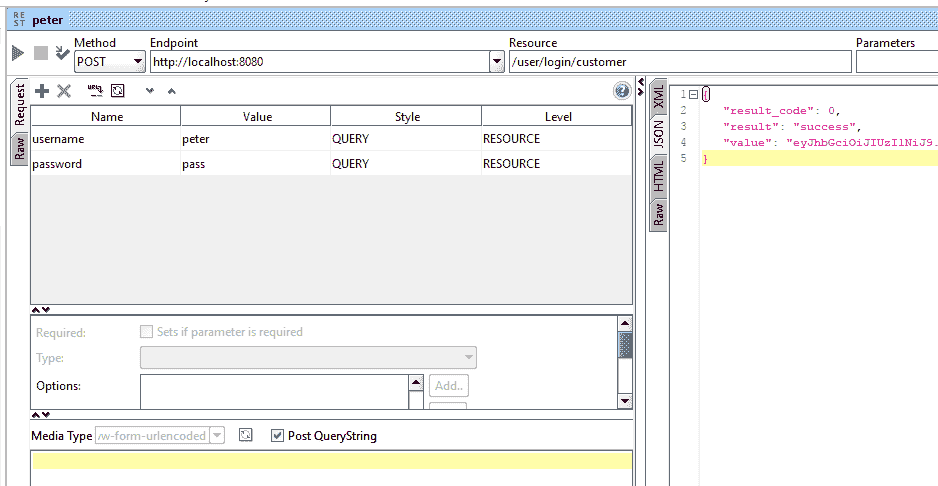 RE ST peter
Method Endpoint Resource Parameters
POST http://localhost:8080 /user/login/customer
Request
Raw
Name Value Style Level
username peter QUERY RESOURCE
password pass QUERY RESOURCE
Required: Sets if parameter is required
Type:
Options: Add..
Media Type w-form-urlencoded Post QueryString
XML
JSON
HTML
Raw
1 {
2 "result_code": 0,
3 "result": "success",
4 "value": "eyJhbGciOiJIUzI1NiJ9.
5 }